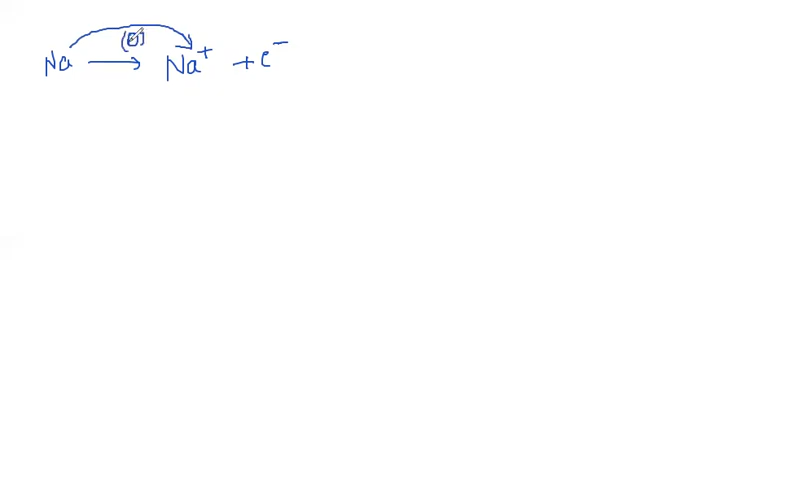 Na ⟶ Na⁺ + e⁻